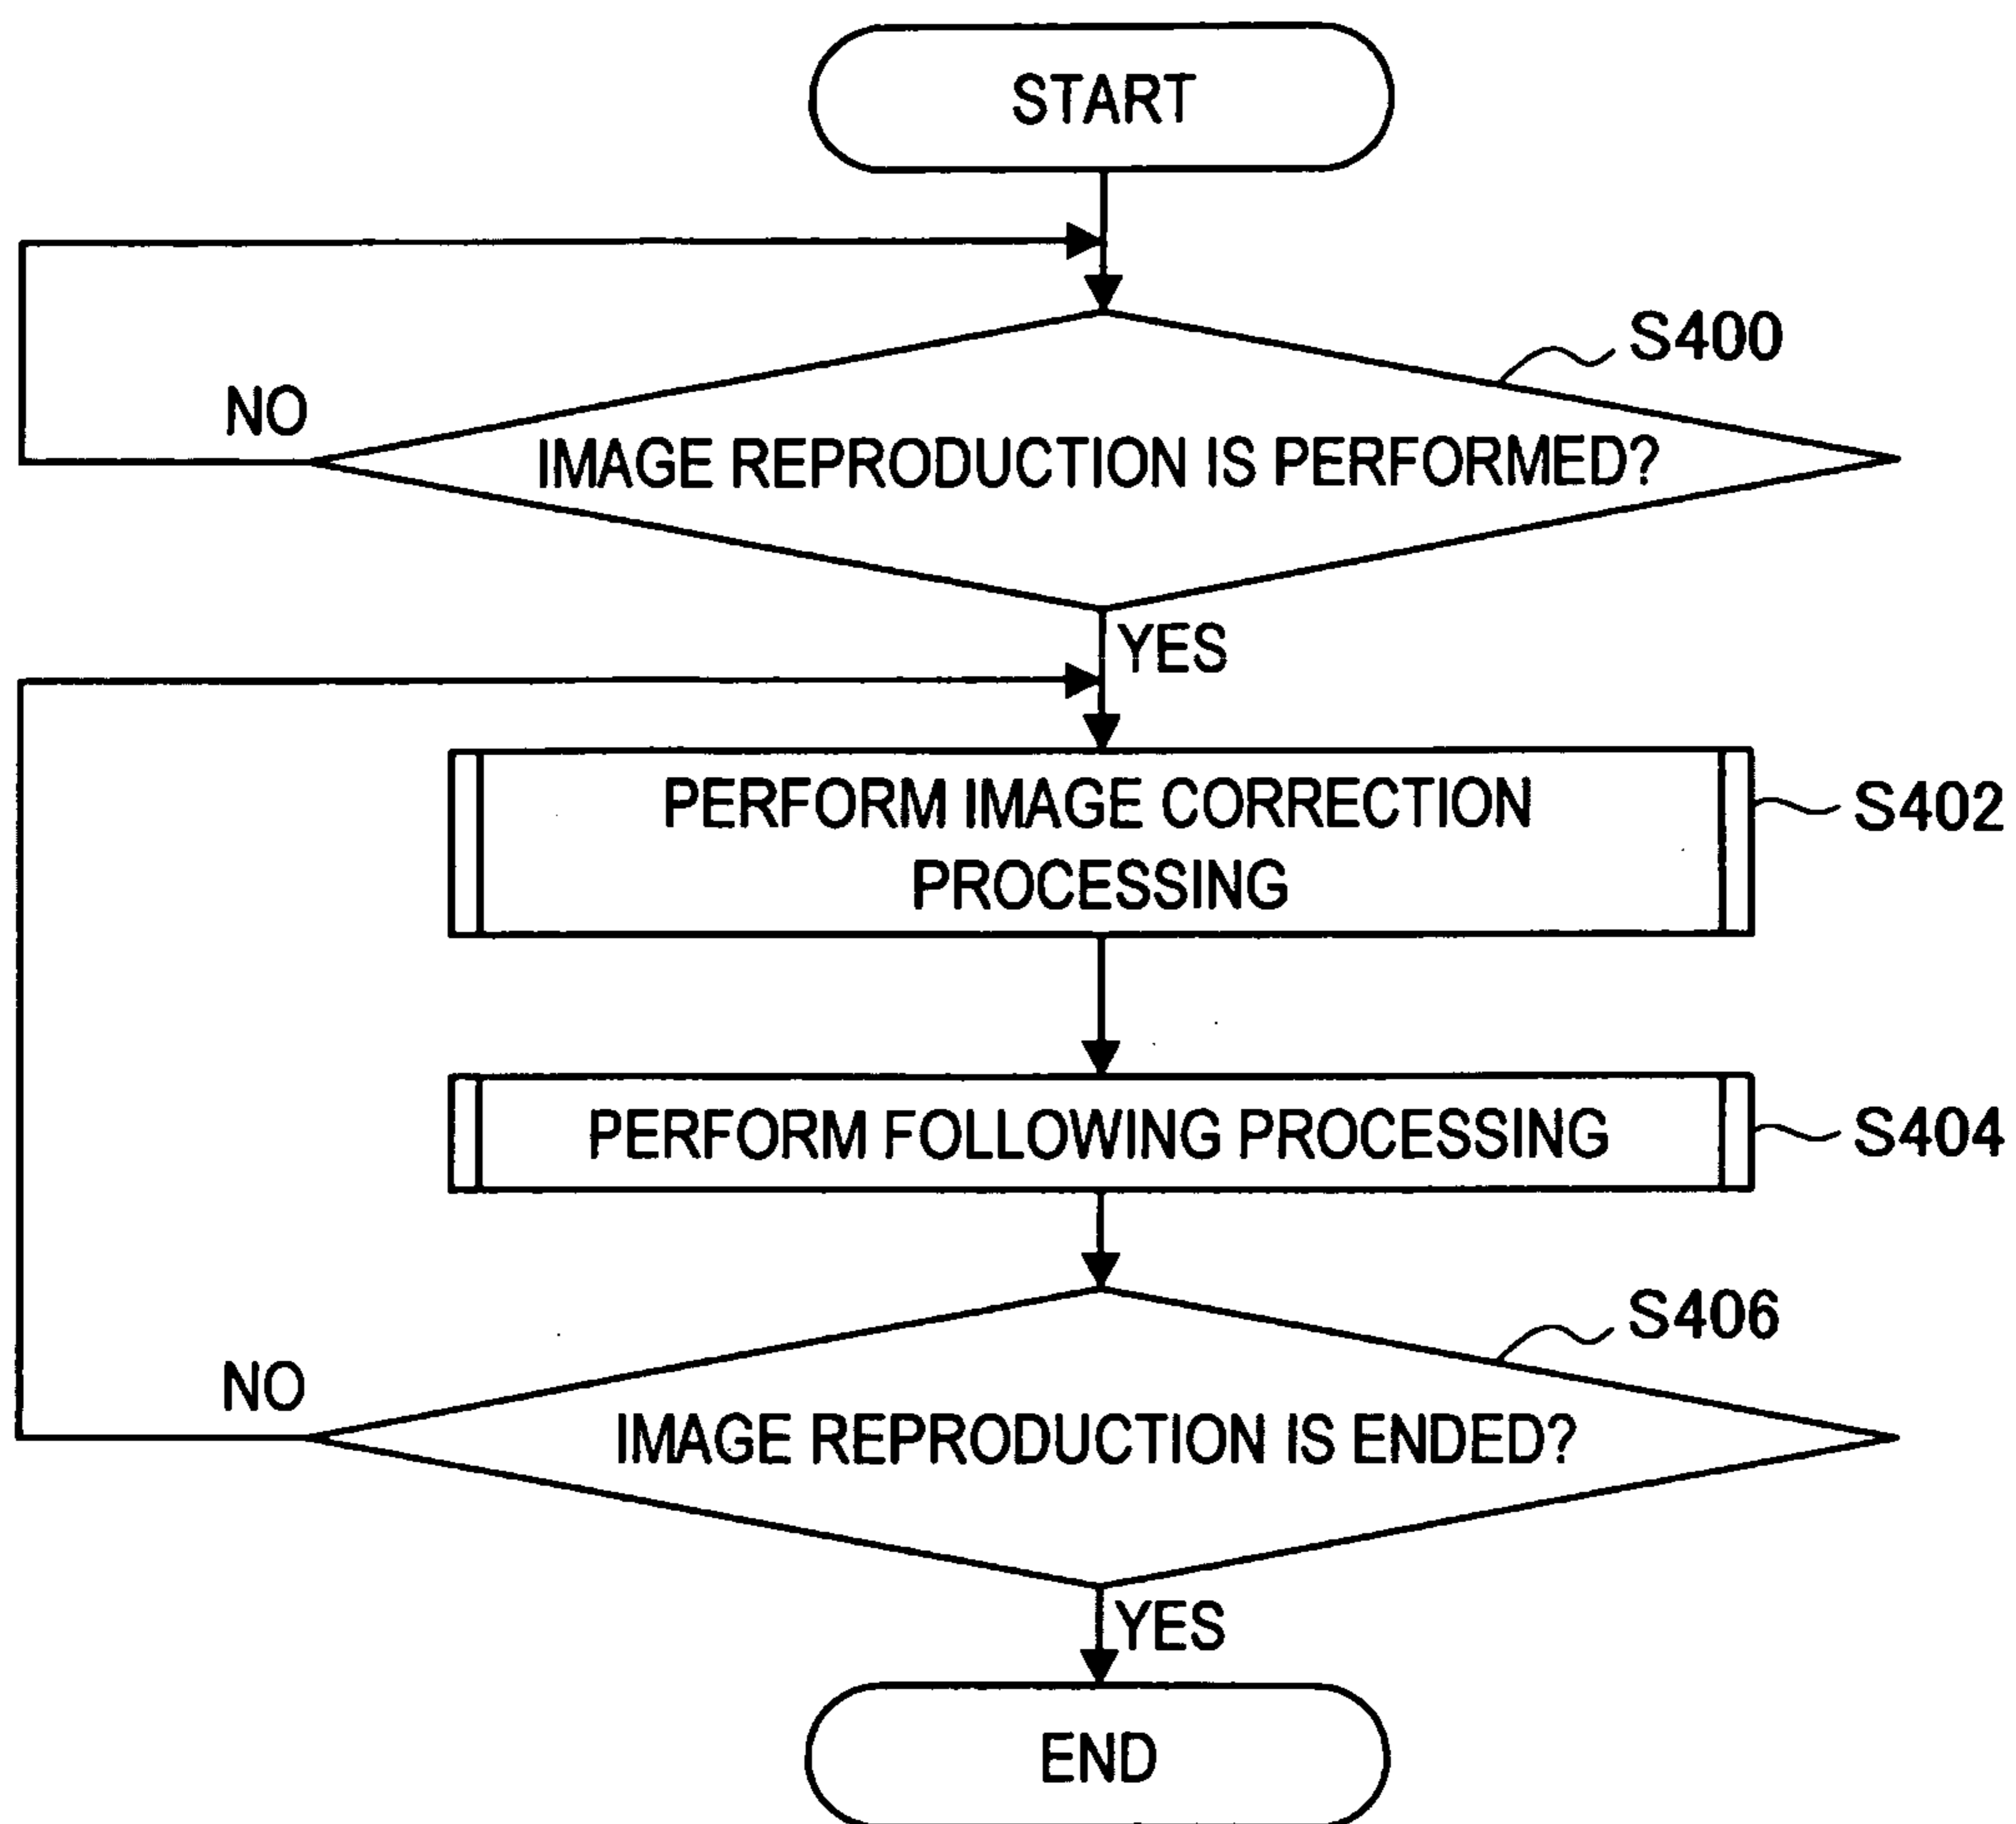 START
S400
NO
IMAGE REPRODUCTION IS PERFORMED?
YES
PERFORM IMAGE CORRECTION
PROCESSING
S402
PERFORM FOLLOWING PROCESSING
S404
S406
NO
IMAGE REPRODUCTION IS ENDED?
YES
END